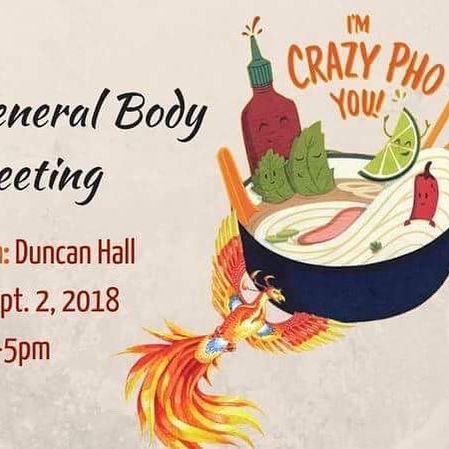 eneral Body
eeting
: Duncan Hall
pt. 2, 2018
-5pm
I'M
CRAZY PHO
YOU!